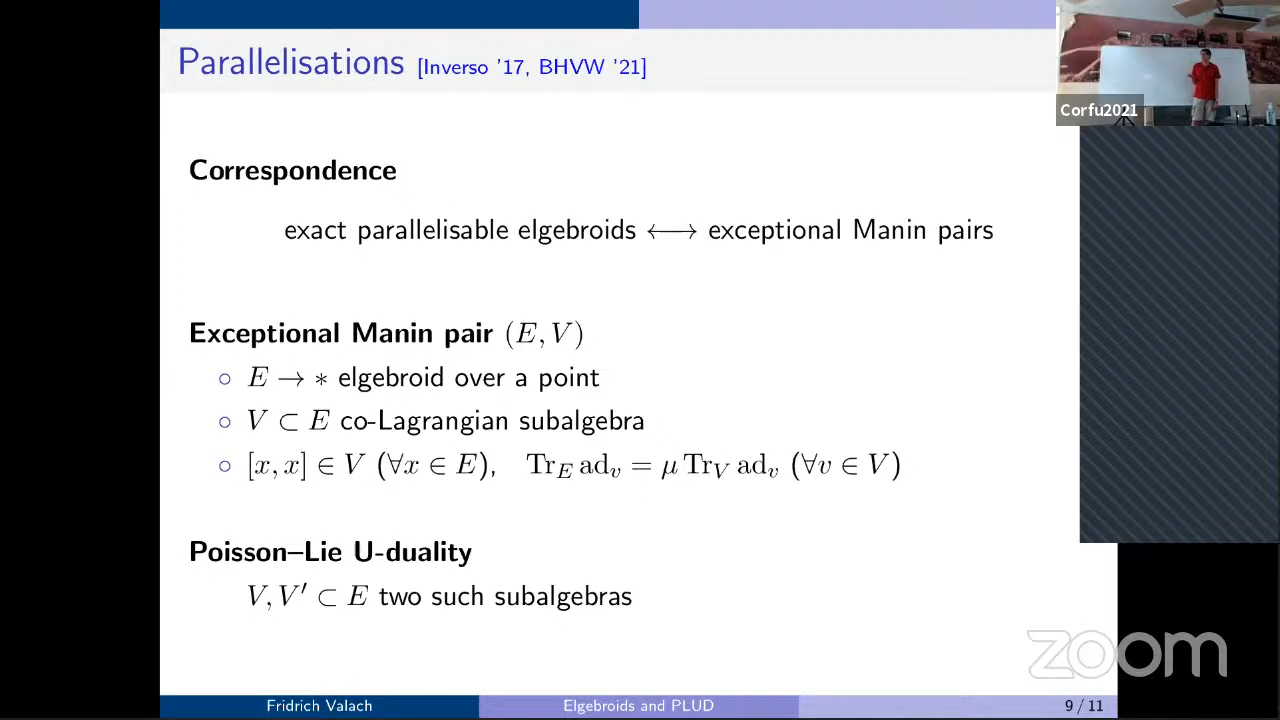 Parallelisations [Inverso '17, BHVW '21]
Corfu2021
Correspondence
exact parallelisable elgebroids ⟷ exceptional Manin pairs
Exceptional Manin pair (E, V)
○ E → * elgebroid over a point
○ V ⊂ E co-Lagrangian subalgebra
○ [x, x] ∈ V (∀x ∈ E), Tr_E ad_v = μ Tr_V ad_v (∀v ∈ V)
Poisson–Lie U-duality
V, V′ ⊂ E two such subalgebras
zoom
Fridrich Valach Elgebroids and PLUD 9 / 11